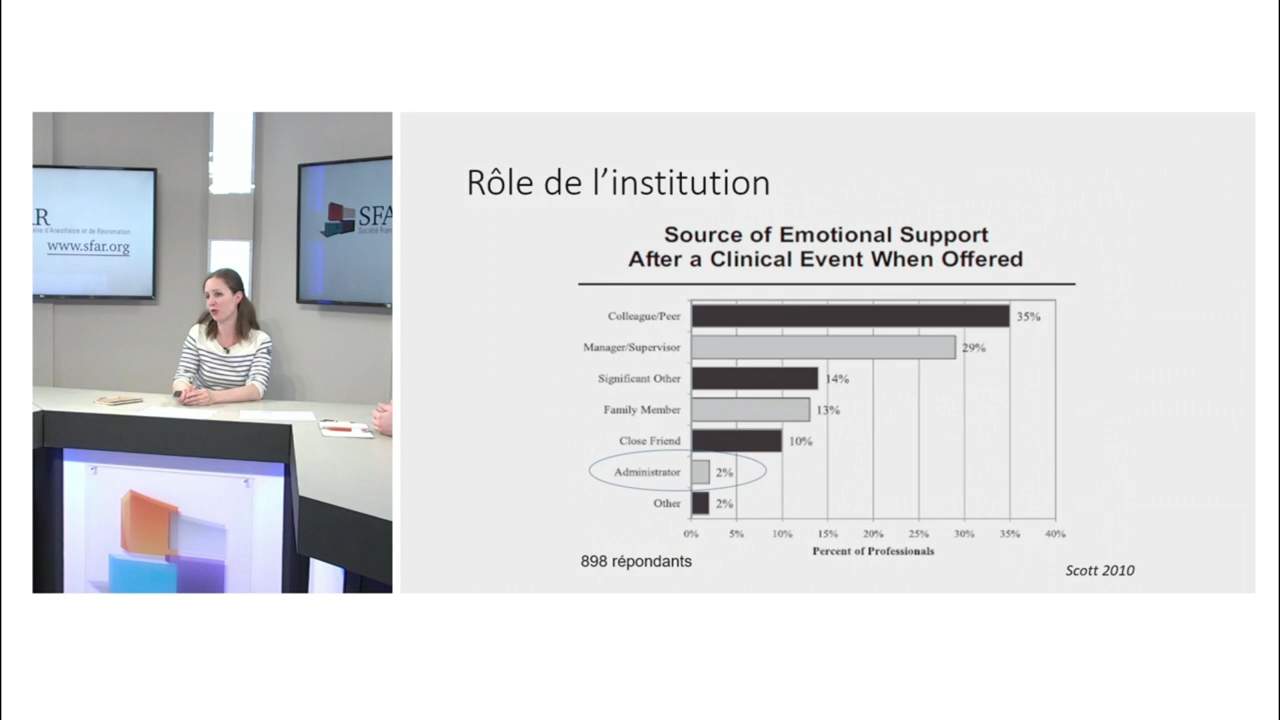 AR
www.sfar.org
SFA
Rôle de l’institution
Source of Emotional Support
After a Clinical Event When Offered
Colleague/Peer 35%
Manager/Supervisor 29%
Significant Other 14%
Family Member 13%
Close Friend 10%
Administrator 2%
Other 2%
0% 5% 10% 15% 20% 25% 30% 35% 40%
Percent of Professionals
898 répondants
Scott 2010